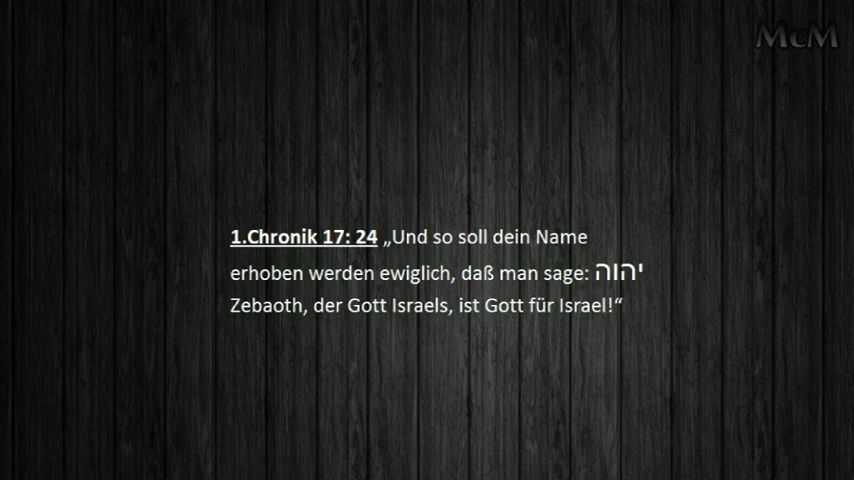 McM
1.Chronik 17: 24 „Und so soll dein Name
erhoben werden ewiglich, daß man sage: יהוה
Zebaoth, der Gott Israels, ist Gott für Israel!“